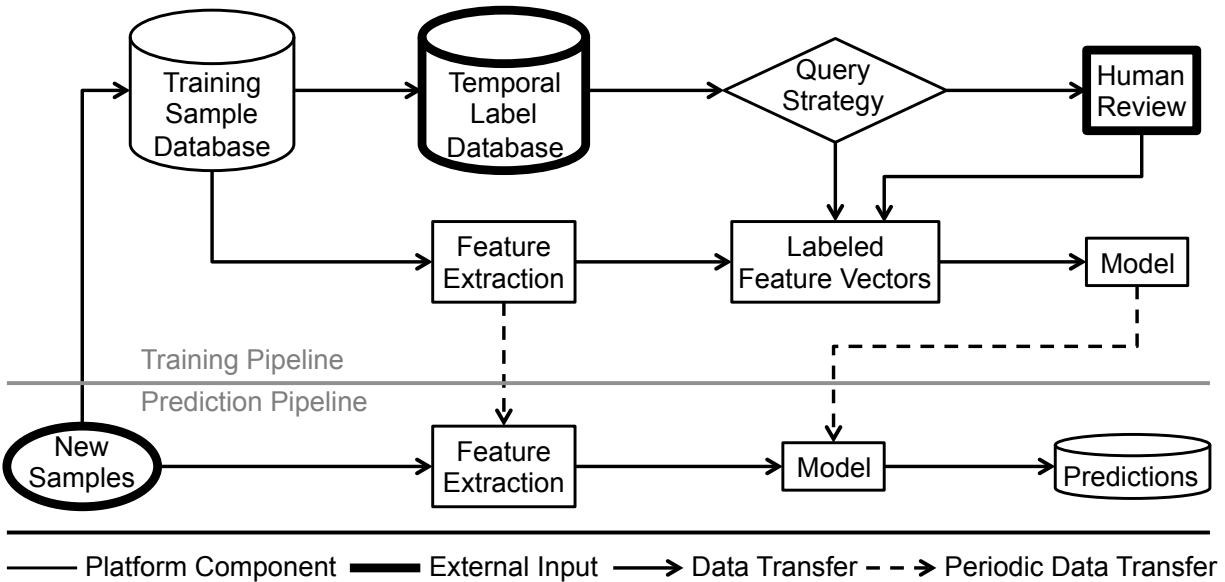 Training
Sample
Database
Temporal
Label
Database
Query
Strategy
Human
Review
Feature
Extraction
Labeled
Feature Vectors
Model
Training Pipeline
Prediction Pipeline
New
Samples
Feature
Extraction
Model
Predictions
Platform Component
External Input
Data Transfer
Periodic Data Transfer